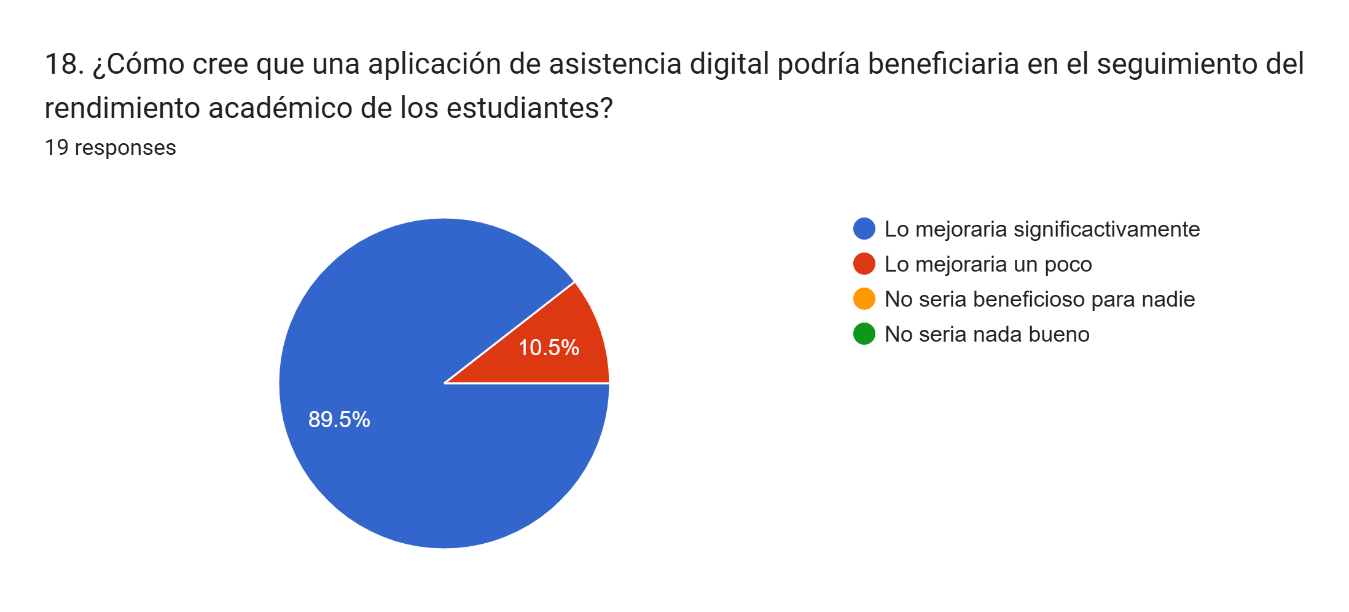 18. ¿Cómo cree que una aplicación de asistencia digital podría beneficiaria en el seguimiento del
rendimiento académico de los estudiantes?
19 responses
Lo mejoraria significactivamente
Lo mejoraria un poco
No seria beneficioso para nadie
No seria nada bueno
10.5%
89.5%